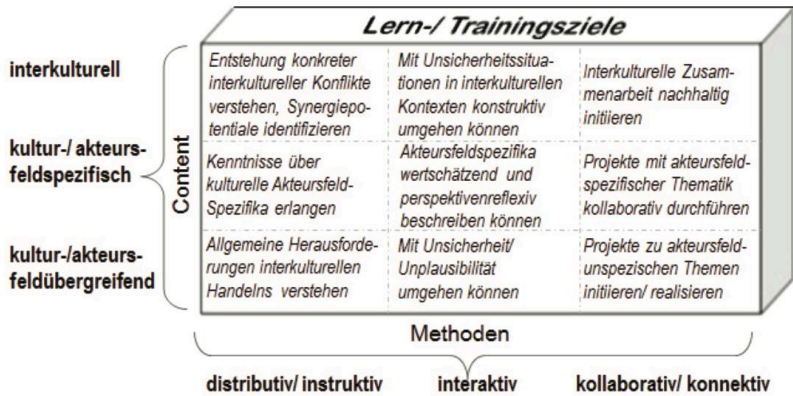 Lern-/ Trainingsziele
interkulturell
Entstehung konkreter
interkultureller Konflikte
verstehen, Synergiepo-
tentiale identifizieren
Mit Unsicherheitssitua-
tionen in interkulturellen
Kontexten konstruktiv
umgehen können
Interkulturelle Zusam-
menarbeit nachhaltig
initiieren
Content
kultur-/ akteurs-
feldspezifisch
Kenntnisse über
kulturelle Akteursfeld-
Spezifika erlangen
Akteursfeldspezifika
wertschätzend und
perspektivenreflexiv
beschreiben können
Projekte mit akteursfeld-
spezifischer Thematik
kollaborativ durchführen
kultur-/akteurs-
feldübergreifend
Allgemeine Herausforde-
rungen interkulturellen
Handelns verstehen
Mit Unsicherheit/
Unplausibilität
umgehen können
Projekte zu akteursfeld-
unspezischen Themen
initiieren/ realisieren
Methoden
distributiv/ instruktiv
interaktiv
kollaborativ/ konnektiv